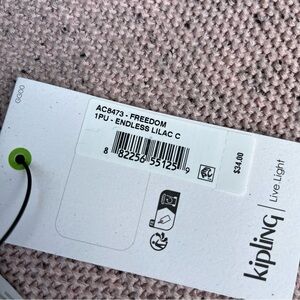 AC8473 - FREEDOM
1PU - ENDLESS LILAC C
8 82256 55125 9
$34.00
kipling | Live.Light